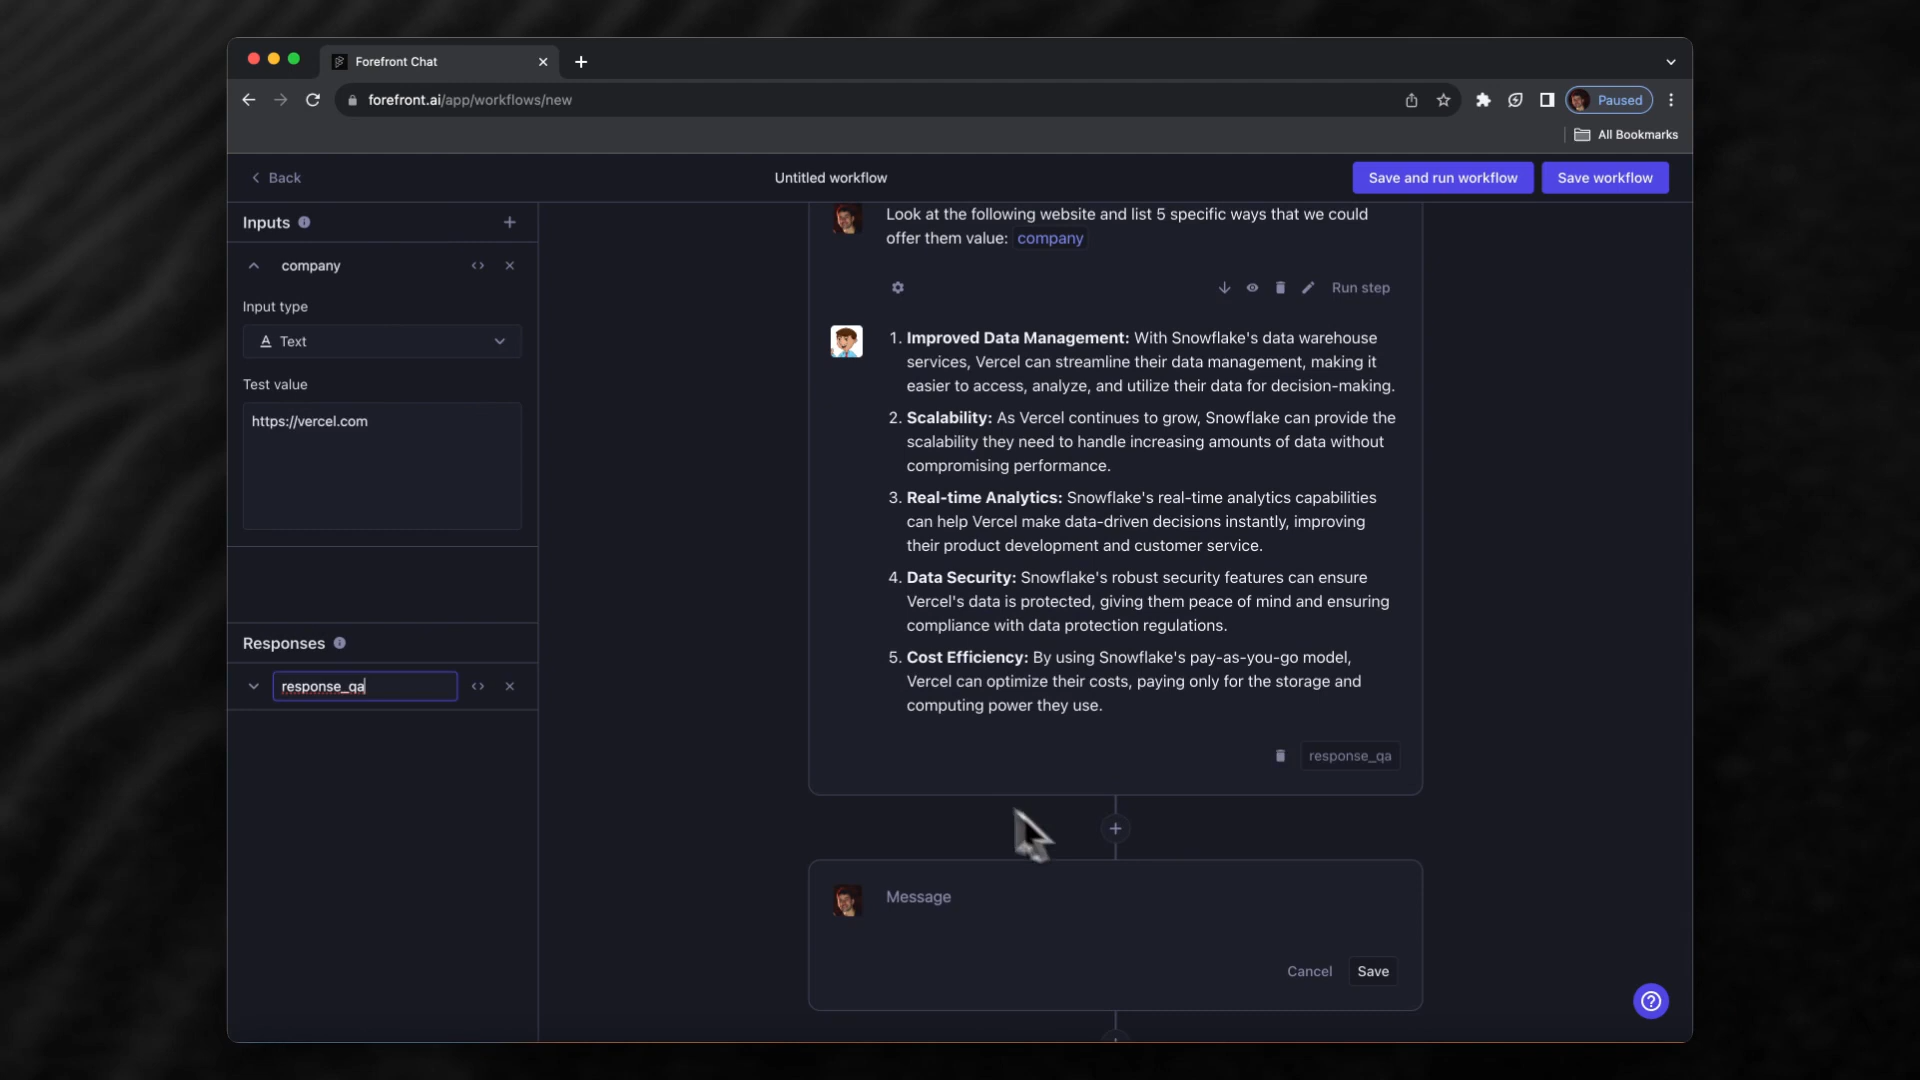 Forefront Chat
forefront.ai/app/workflows/new
Paused
All Bookmarks
Back
Untitled workflow
Save and run workflow
Save workflow
Inputs
company
Input type
Text
Test value
https://vercel.com
Responses
response_qa
Look at the following website and list 5 specific ways that we could
offer them value: company
Run step
1. Improved Data Management: With Snowflake's data warehouse
services, Vercel can streamline their data management, making it
easier to access, analyze, and utilize their data for decision-making.
2. Scalability: As Vercel continues to grow, Snowflake can provide the
scalability they need to handle increasing amounts of data without
compromising performance.
3. Real-time Analytics: Snowflake's real-time analytics capabilities
can help Vercel make data-driven decisions instantly, improving
their product development and customer service.
4. Data Security: Snowflake's robust security features can ensure
Vercel's data is protected, giving them peace of mind and ensuring
compliance with data protection regulations.
5. Cost Efficiency: By using Snowflake's pay-as-you-go model,
Vercel can optimize their costs, paying only for the storage and
computing power they use.
response_qa
Message
Cancel
Save